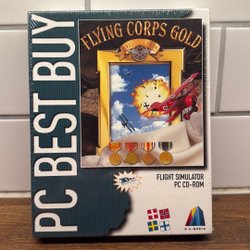 PC BEST BUY
FLYING CORPS GOLD
FLIGHT SIMULATOR
PC CD-ROM